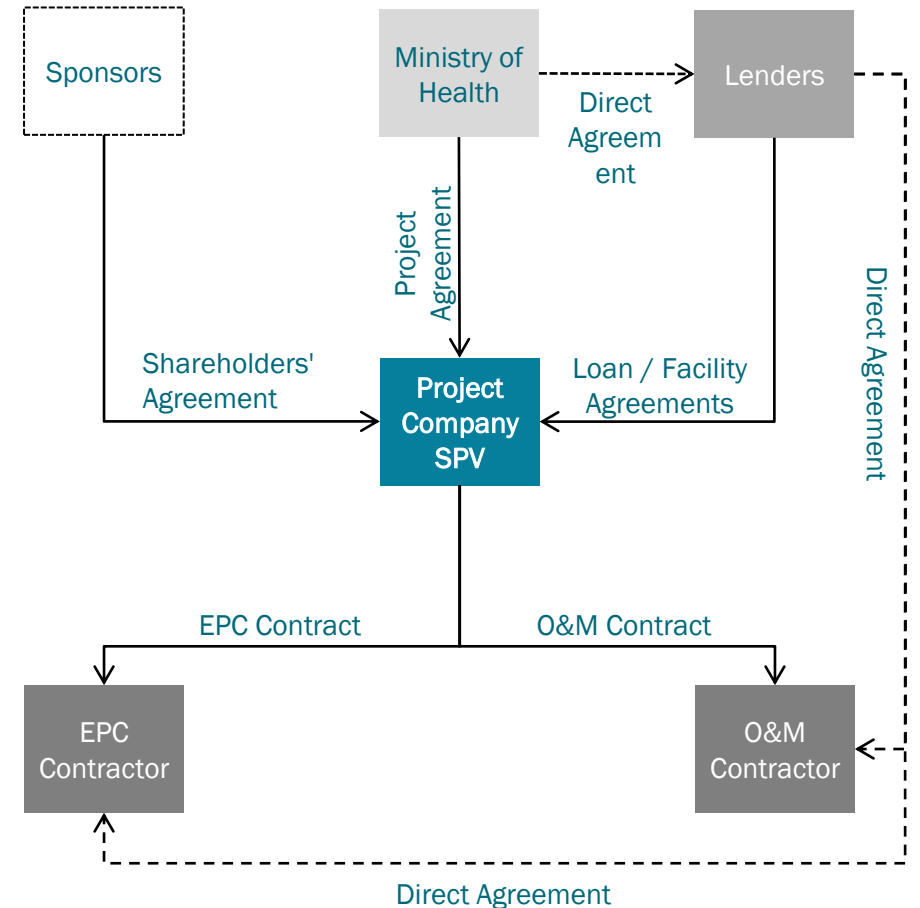 Sponsors
Ministry of
Health
Lenders
Direct
Agreem
ent
Project
Agreement
Direct Agreement
Shareholders'
Agreement
Project
Company
SPV
Loan / Facility
Agreements
EPC Contract
O&M Contract
EPC
Contractor
O&M
Contractor
Direct Agreement